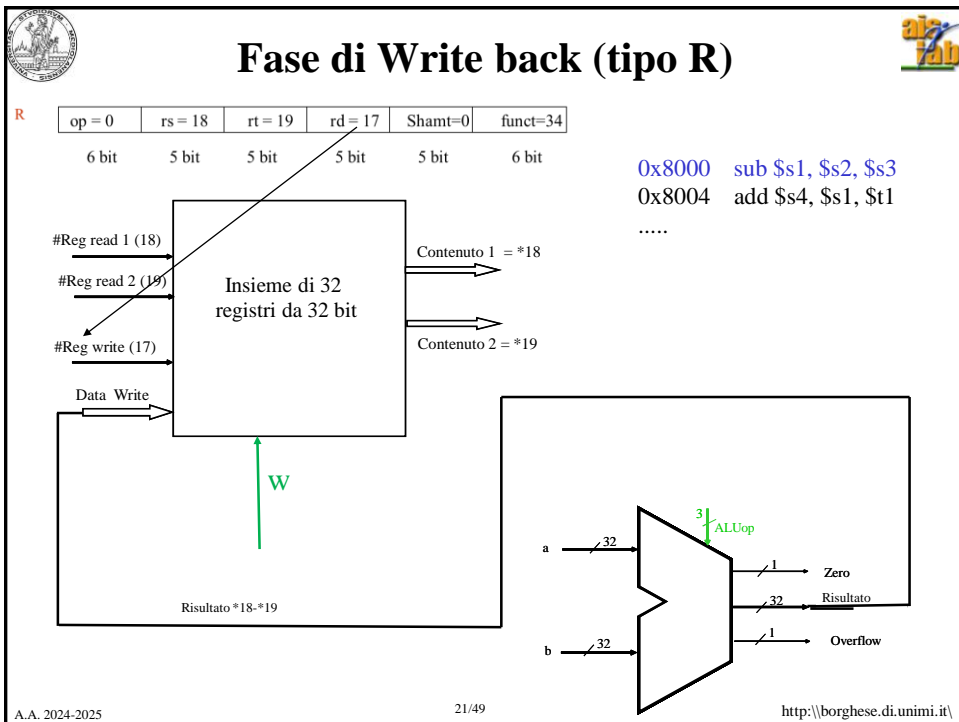 Fase di Write back (tipo R)
R
op = 0 rs = 18 rt = 19 rd = 17 Shamt=0 funct=34
6 bit 5 bit 5 bit 5 bit 5 bit 6 bit
0x8000 sub $s1, $s2, $s3
0x8004 add $s4, $s1, $t1
.....
#Reg read 1 (18)
#Reg read 2 (19)
#Reg write (17)
Data Write
Insieme di 32
registri da 32 bit
Contenuto 1 = *18
Contenuto 2 = *19
W
Risultato *18-*19
3
ALUop
a
32
b
32
1
Zero
32
Risultato
1
Overflow
A.A. 2024-2025
21/49
http:\\borghese.di.unimi.it\